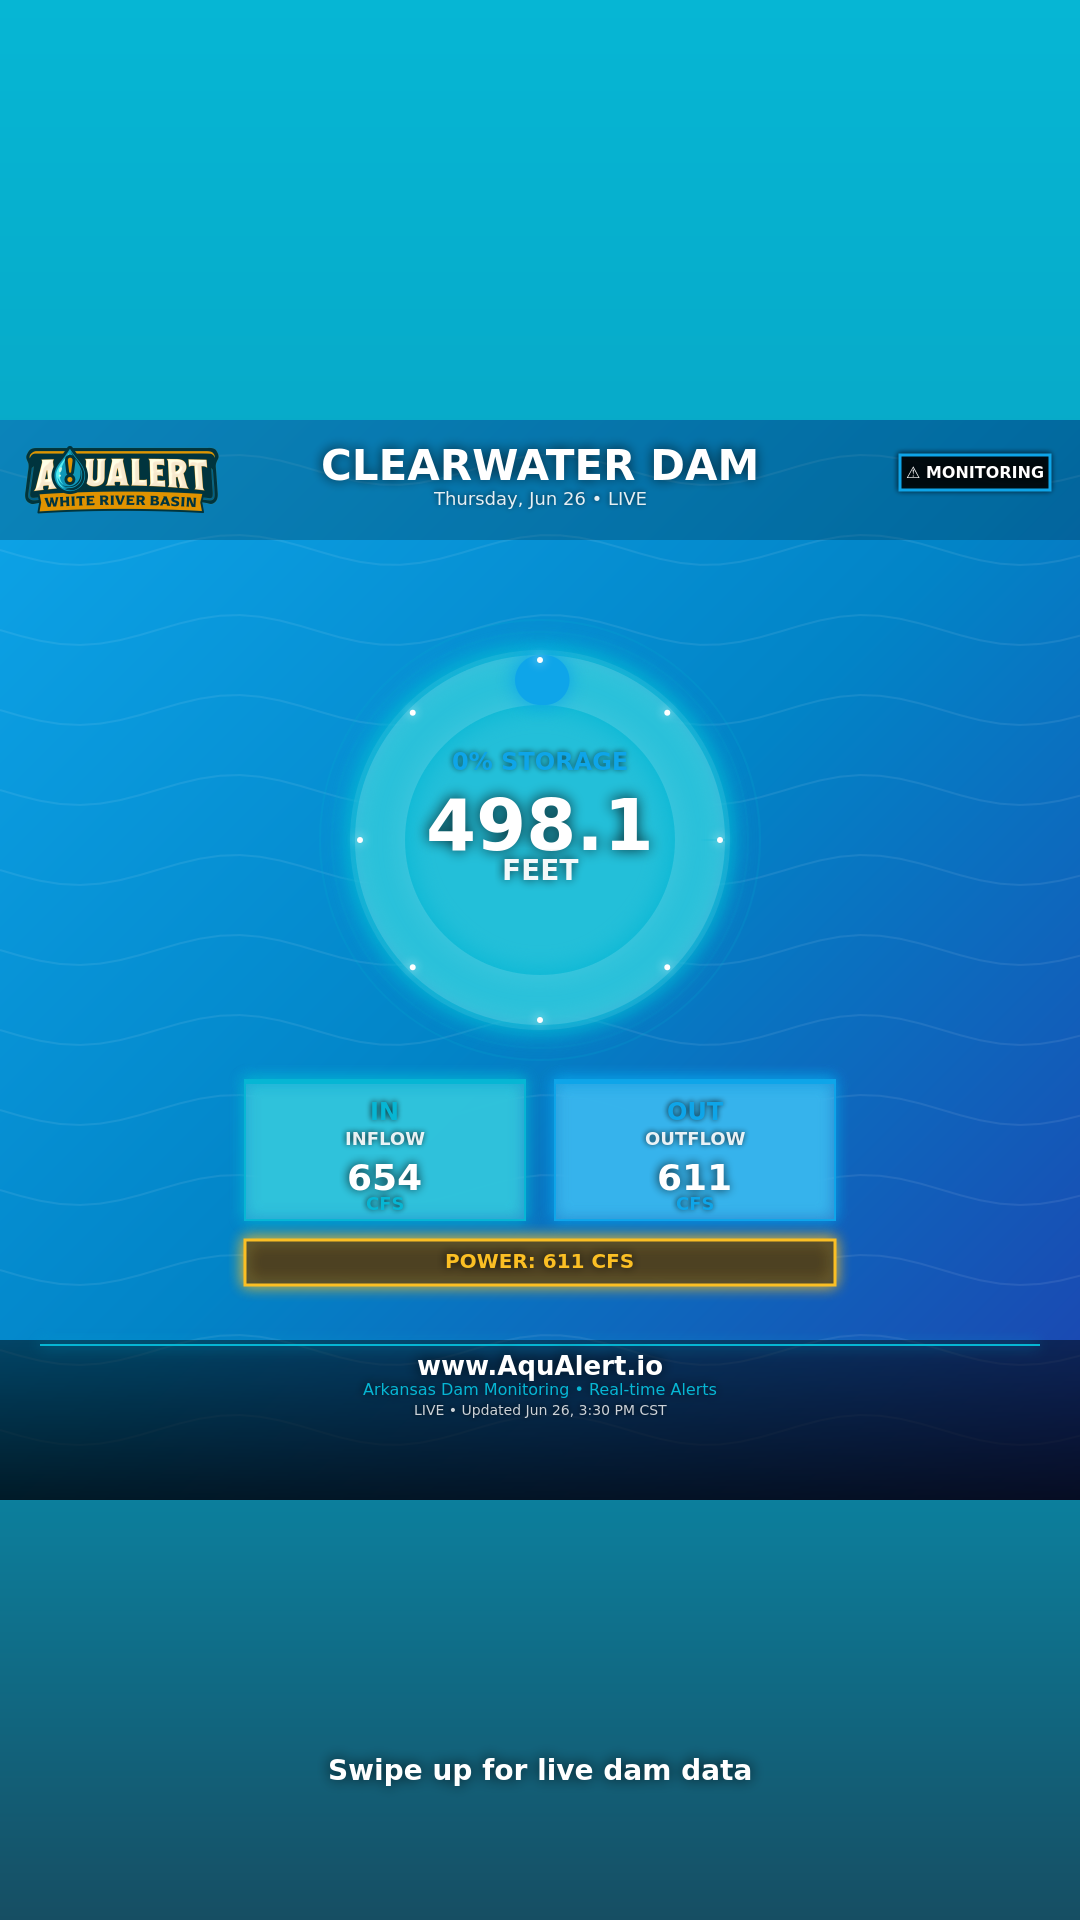 AQUALERT
WHITE RIVER BASIN
CLEARWATER DAM
Thursday, Jun 26 • LIVE
⚠ MONITORING
0% STORAGE
498.1
FEET
IN
INFLOW
654
CFS
OUT
OUTFLOW
611
CFS
POWER: 611 CFS
www.AquAlert.io
Arkansas Dam Monitoring • Real-time Alerts
LIVE • Updated Jun 26, 3:30 PM CST
Swipe up for live dam data